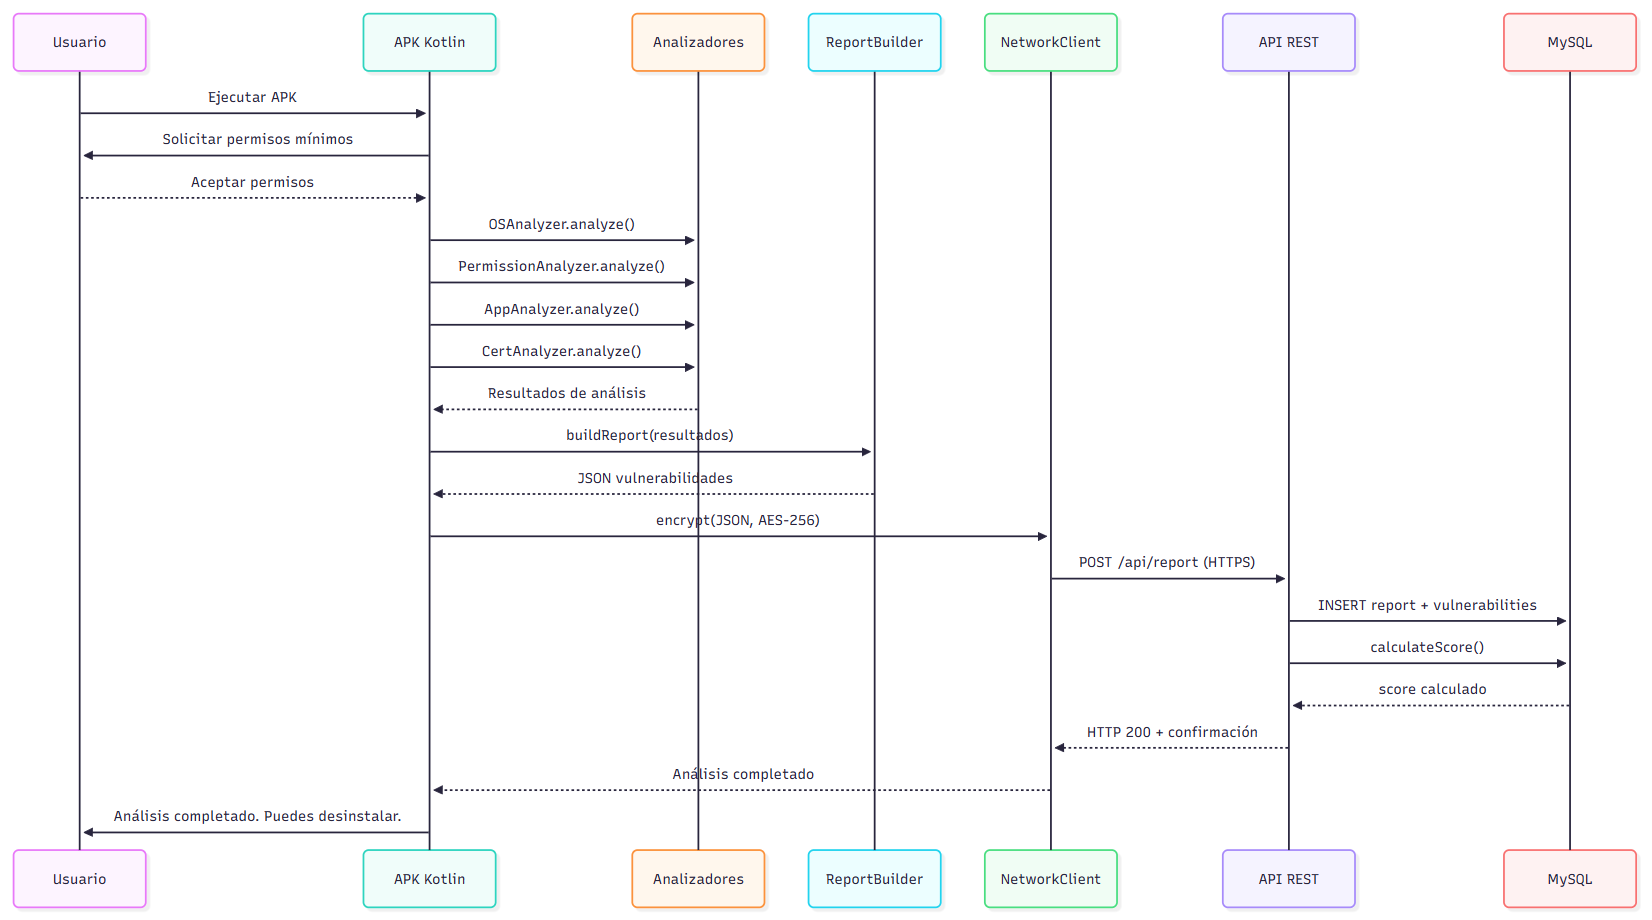 Usuario
APK Kotlin
Analizadores
ReportBuilder
NetworkClient
API REST
MySQL
Ejecutar APK
Solicitar permisos mínimos
Aceptar permisos
OSAnalyzer.analyze()
PermissionAnalyzer.analyze()
AppAnalyzer.analyze()
CertAnalyzer.analyze()
Resultados de análisis
buildReport(resultados)
JSON vulnerabilidades
encrypt(JSON, AES-256)
POST /api/report (HTTPS)
INSERT report + vulnerabilities
calculateScore()
score calculado
HTTP 200 + confirmación
Análisis completado
Análisis completado. Puedes desinstalar.
Usuario
APK Kotlin
Analizadores
ReportBuilder
NetworkClient
API REST
MySQL